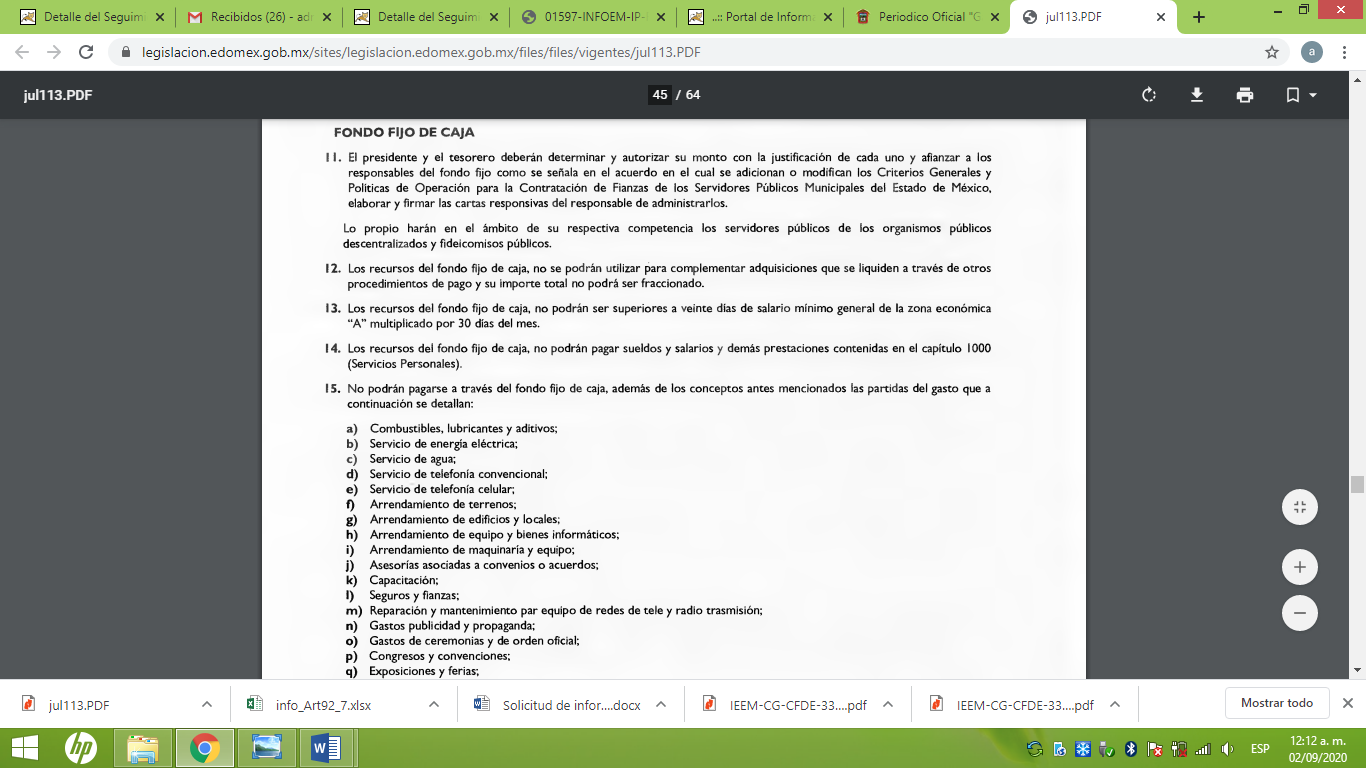 Detalle del Seguim
Recibidos (26) - ad
Detalle del Seguim
01597-INFOEM-IP-
..:: Portal de Informa
Periodico Oficial "G
jul113.PDF
legislacion.edomex.gob.mx/sites/legislacion.edomex.gob.mx/files/files/vigentes/jul113.PDF
a
jul113.PDF
45 / 64
FONDO FIJO DE CAJA
11. El presidente y el tesorero deberán determinar y autorizar su monto con la justificación de cada uno y afianzar a los
responsables del fondo fijo como se señala en el acuerdo en el cual se adicionan o modifican los Criterios Generales y
Políticas de Operación para la Contratación de Fianzas de los Servidores Públicos Municipales del Estado de México,
elaborar y firmar las cartas responsivas del responsable de administrarlos.
Lo propio harán en el ámbito de su respectiva competencia los servidores públicos de los organismos públicos
descentralizados y fideicomisos públicos.
12. Los recursos del fondo fijo de caja, no se podrán utilizar para complementar adquisiciones que se liquiden a través de otros
procedimientos de pago y su importe total no podrá ser fraccionado.
13. Los recursos del fondo fijo de caja, no podrán ser superiores a veinte días de salario mínimo general de la zona económica
“A” multiplicado por 30 días del mes.
14. Los recursos del fondo fijo de caja, no podrán pagar sueldos y salarios y demás prestaciones contenidas en el capítulo 1000
(Servicios Personales).
15. No podrán pagarse a través del fondo fijo de caja, además de los conceptos antes mencionados las partidas del gasto que a
continuación se detallan:
a) Combustibles, lubricantes y aditivos;
b) Servicio de energía eléctrica;
c) Servicio de agua;
d) Servicio de telefonía convencional;
e) Servicio de telefonía celular;
f) Arrendamiento de terrenos;
g) Arrendamiento de edificios y locales;
h) Arrendamiento de equipo y bienes informáticos;
i) Arrendamiento de maquinaría y equipo;
j) Asesorías asociadas a convenios o acuerdos;
k) Capacitación;
l) Seguros y fianzas;
m) Reparación y mantenimiento par equipo de redes de tele y radio trasmisión;
n) Gastos publicidad y propaganda;
o) Gastos de ceremonias y de orden oficial;
p) Congresos y convenciones;
q) Exposiciones y ferias;
jul113.PDF
info_Art92_7.xlsx
Solicitud de infor....docx
IEEM-CG-CFDE-33....pdf
IEEM-CG-CFDE-33....pdf
Mostrar todo
ESP
12:12 a. m.
02/09/2020